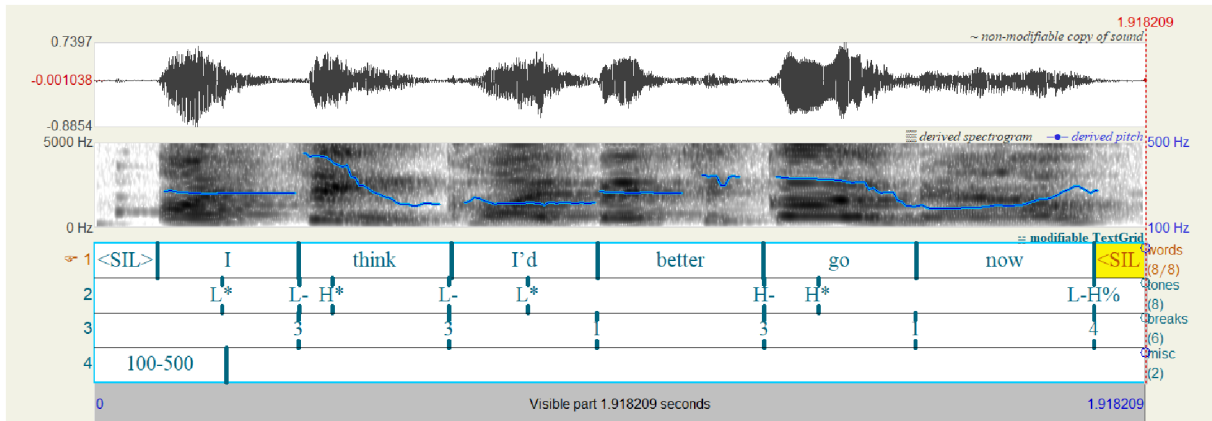 1.918209
0.7397
~ non-modifiable copy of sound
-0.001038
-0.8854
5000 Hz
derived spectrogram
derived pitch
500 Hz
0 Hz
100 Hz
modifiable TextGrid
1 <SIL> I think I'd better go now <SIL words (8/8)
2 L* L- H* L- L* H- H* L-H% tones (8)
3 3 3 1 3 1 4 breaks (6)
4 100-500 misc (2)
0 Visible part 1.918209 seconds 1.918209